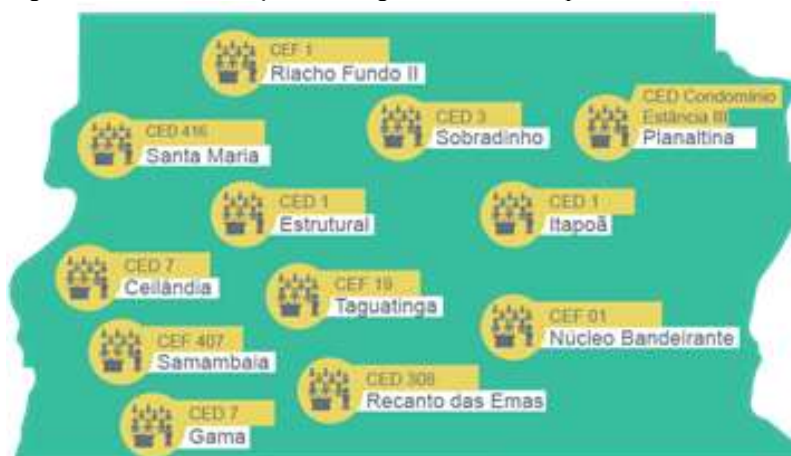 CEF 1
Riacho Fundo II
CED Condomínio
Estância III
Planaltina
CED 3
Sobradinho
CED 416
Santa Maria
CED 1
Estrutural
CED 1
Itapoã
CED 7
Ceilândia
CEF 19
Taguatinga
CEF 01
Núcleo Bandeirante
CEF 407
Samambaia
CED 308
Recanto das Emas
CED 7
Gama